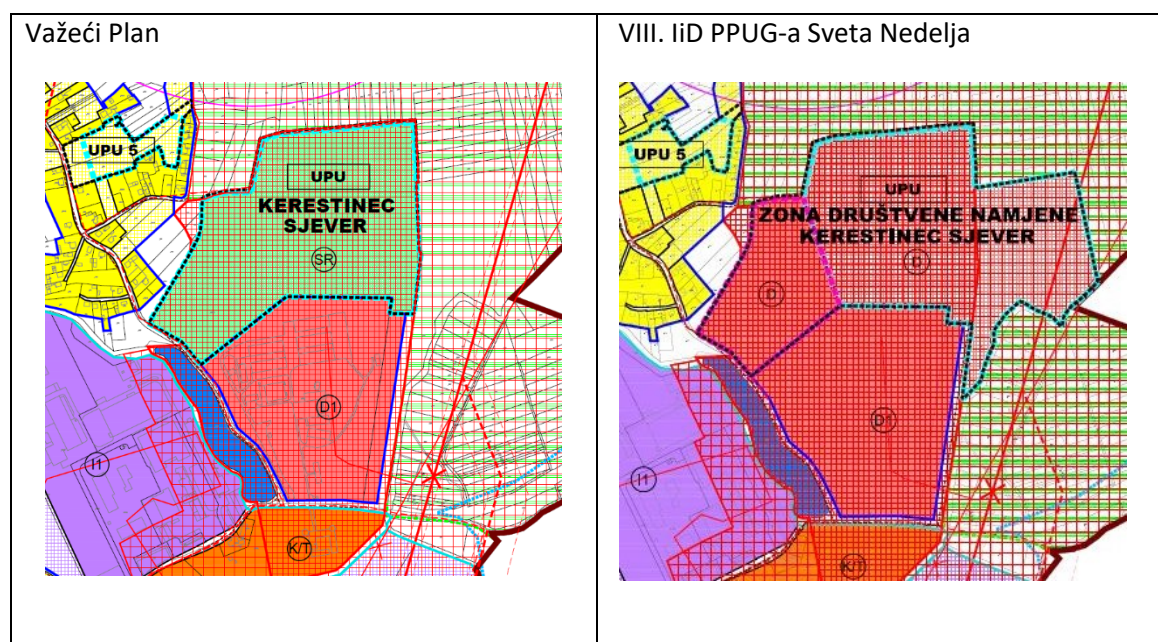 Važeći Plan
UPU 5
UPU
KERESTINEC
SJEVER
SR
D1
I1
K/T
VIII. IiD PPUG-a Sveta Nedelja
UPU 5
UPU
ZONA DRUŠTVENE NAMJENE
KERESTINEC SJEVER
D
D
D1
I1
K/T